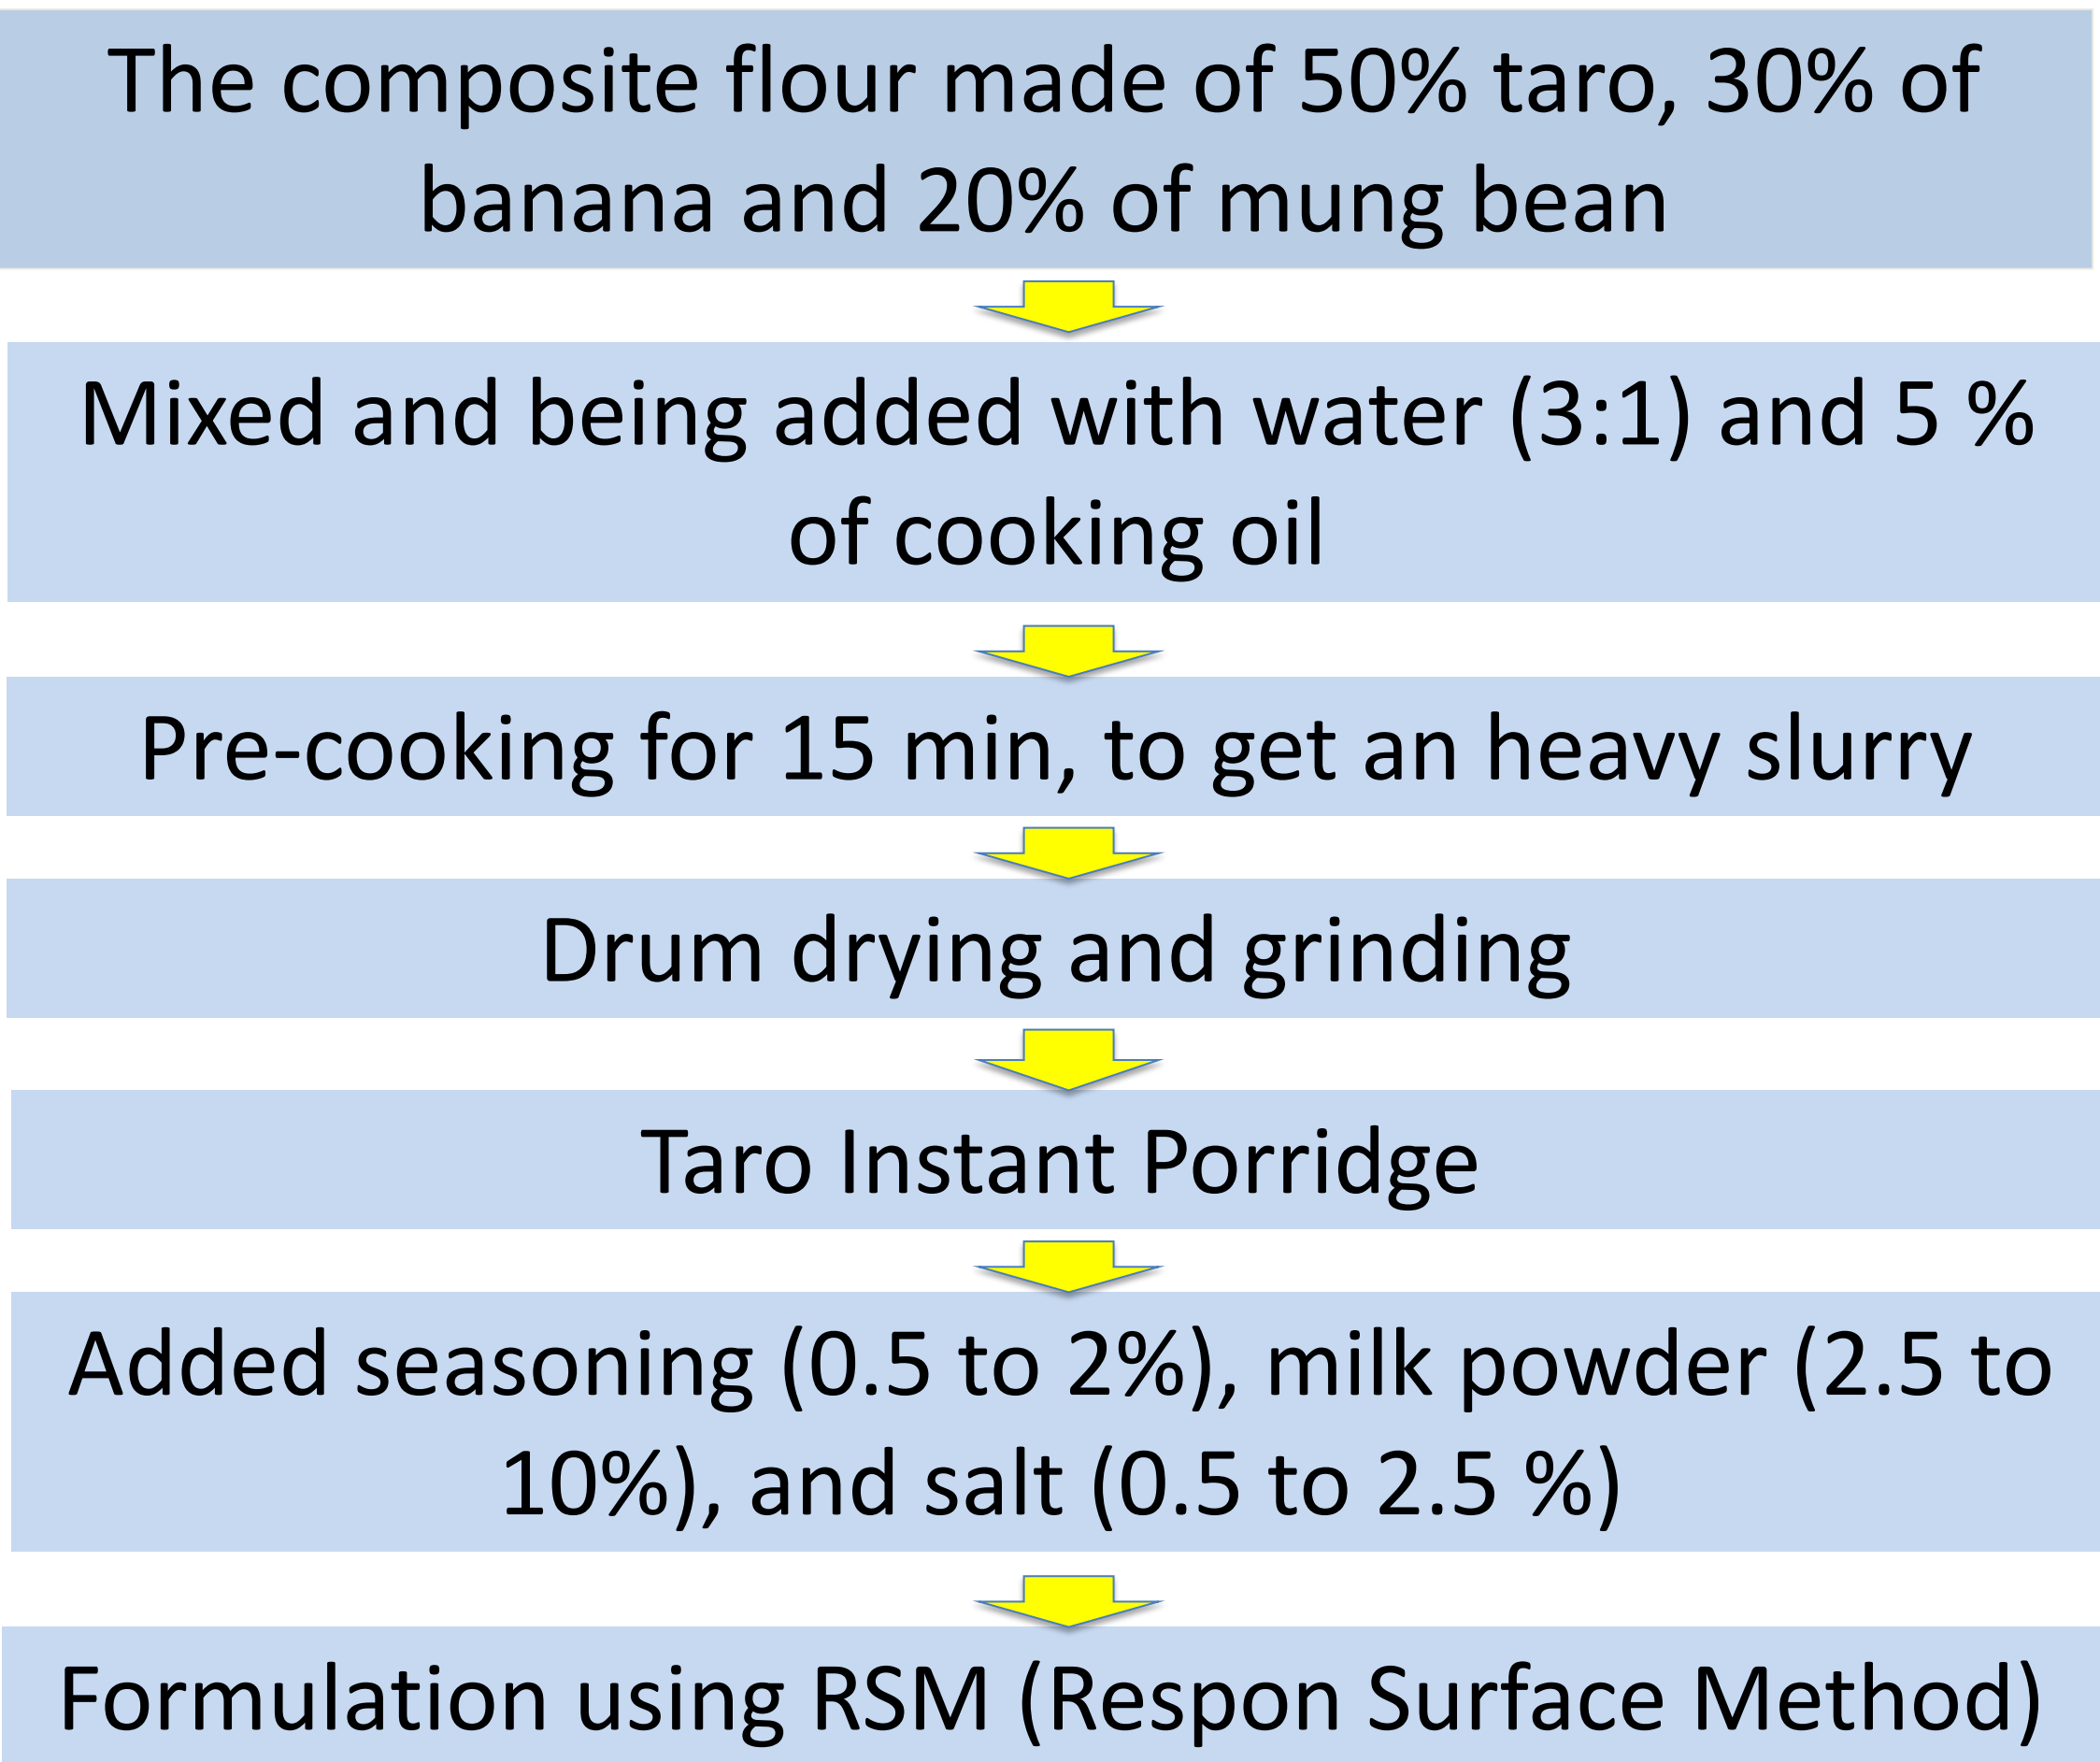 The composite flour made of 50% taro, 30% of
banana and 20% of mung bean
Mixed and being added with water (3:1) and 5 %
of cooking oil
Pre-cooking for 15 min, to get an heavy slurry
Drum drying and grinding
Taro Instant Porridge
Added seasoning (0.5 to 2%), milk powder (2.5 to
10%), and salt (0.5 to 2.5 %)
Formulation using RSM (Respon Surface Method)